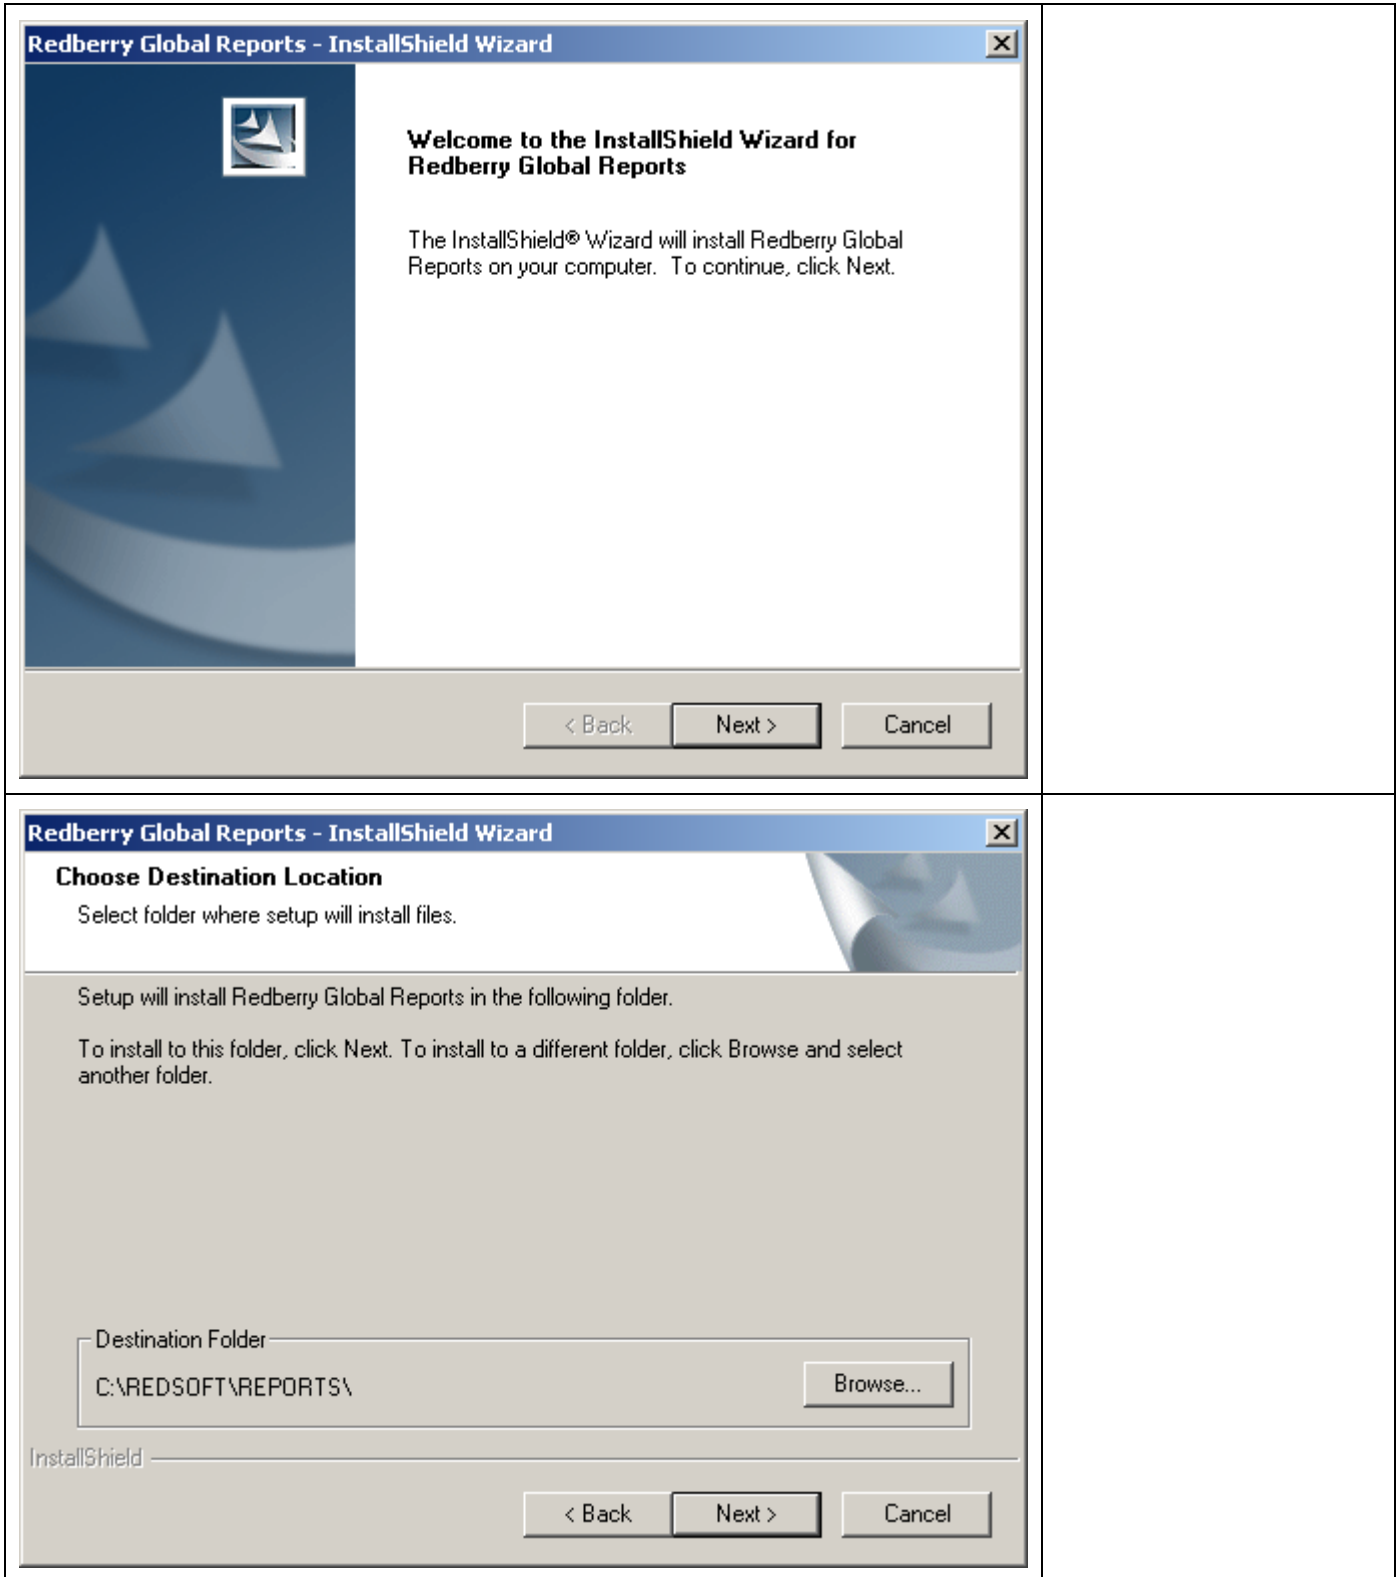 Redberry Global Reports - InstallShield Wizard
Welcome to the InstallShield Wizard for
Redberry Global Reports
The InstallShield® Wizard will install Redberry Global
Reports on your computer.  To continue, click Next.
< Back
Next >
Cancel
Redberry Global Reports - InstallShield Wizard
Choose Destination Location
Select folder where setup will install files.
Setup will install Redberry Global Reports in the following folder.
To install to this folder, click Next. To install to a different folder, click Browse and select
another folder.
Destination Folder
C:\REDSOFT\REPORTS\
Browse...
InstallShield
< Back
Next >
Cancel